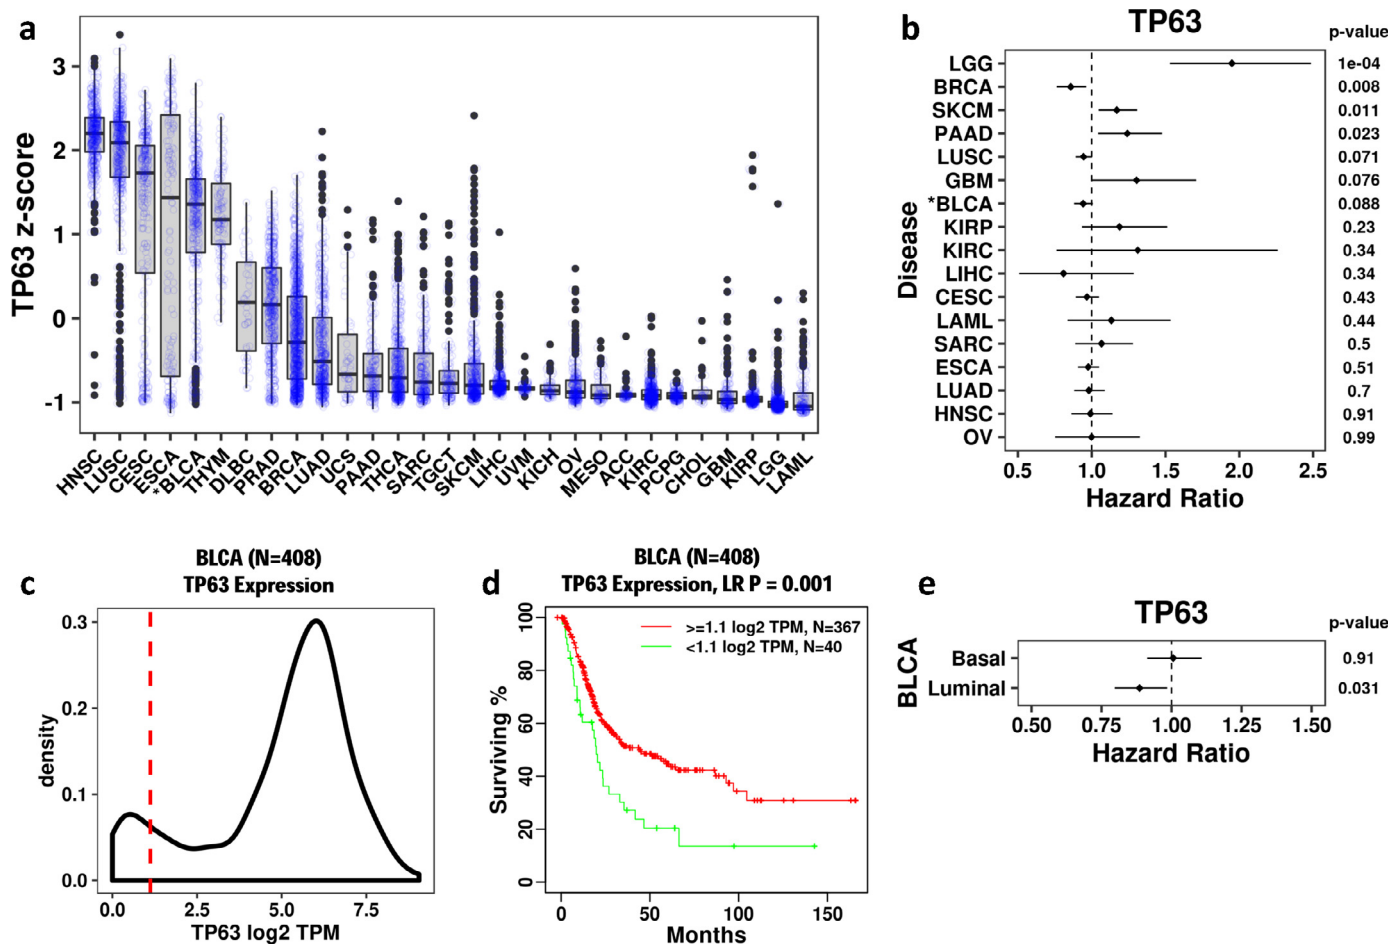 a
TP63 z-score
3
2
1
0
-1
HNSC
LUSC
CESC
ESCA
*BLCA
THYM
DLBC
PRAD
BRCA
LUAD
UCS
PAAD
THCA
SARC
TGCT
SKCM
LIHC
UVM
KICH
OV
MESO
ACC
KIRC
PCPG
CHOL
GBM
KIRP
LGG
LAML
b
TP63
p-value
Disease
LGG 1e-04
BRCA 0.008
SKCM 0.011
PAAD 0.023
LUSC 0.071
GBM 0.076
*BLCA 0.088
KIRP 0.23
KIRC 0.34
LIHC 0.34
CESC 0.43
LAML 0.44
SARC 0.5
ESCA 0.51
LUAD 0.7
HNSC 0.91
OV 0.99
0.5 1.0 1.5 2.0 2.5
Hazard Ratio
c
BLCA (N=408)
TP63 Expression
density
0.3
0.2
0.1
0.0
0.0 2.5 5.0 7.5
TP63 log2 TPM
d
BLCA (N=408)
TP63 Expression, LR P = 0.001
>=1.1 log2 TPM, N=367
<1.1 log2 TPM, N=40
Surviving %
100
80
60
40
20
0
0 50 100 150
Months
e
TP63
p-value
BLCA
Basal 0.91
Luminal 0.031
0.50 0.75 1.00 1.25 1.50
Hazard Ratio